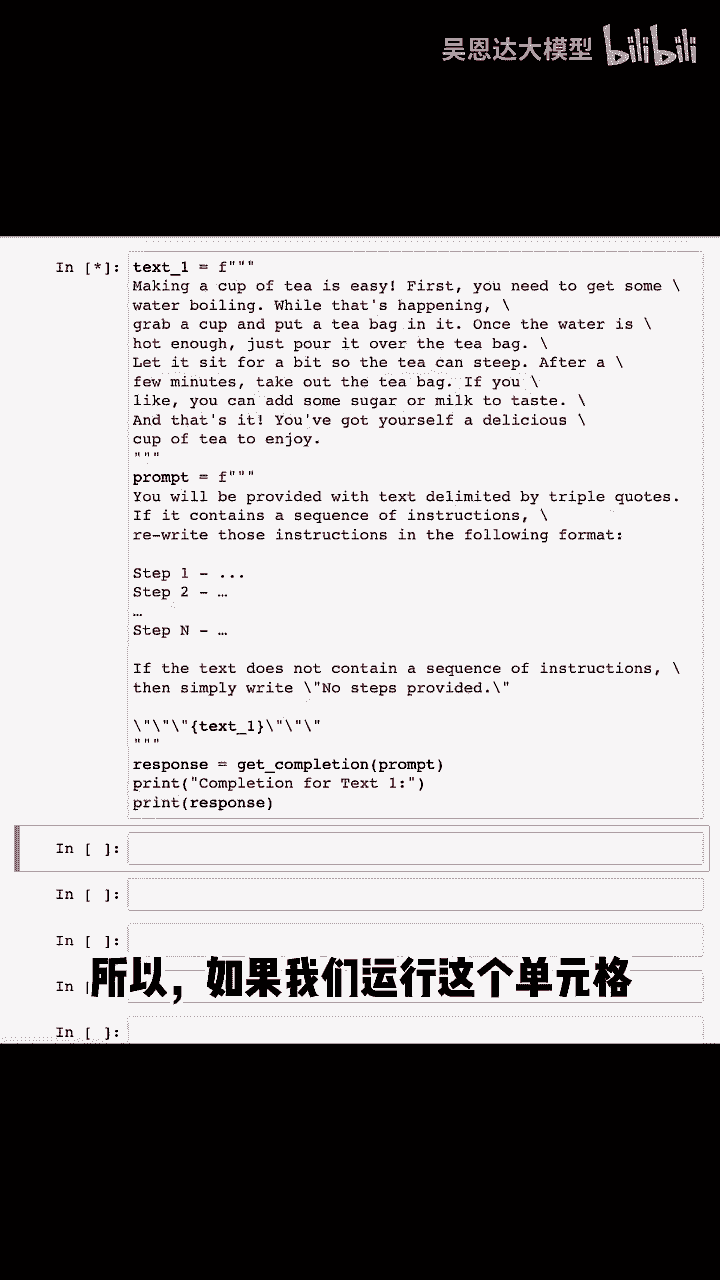 吴恩达大模型 bilibili
In [*]: text_1 = f"""
Making a cup of tea is easy! First, you need to get some \
water boiling. While that's happening, \
grab a cup and put a tea bag in it. Once the water is \
hot enough, just pour it over the tea bag. \
Let it sit for a bit so the tea can steep. After a \
few minutes, take out the tea bag. If you \
like, you can add some sugar or milk to taste. \
And that's it! You've got yourself a delicious \
cup of tea to enjoy.
"""
prompt = f"""
You will be provided with text delimited by triple quotes.
If it contains a sequence of instructions, \
re-write those instructions in the following format:
Step 1 - ...
Step 2 - …
…
Step N - …
If the text does not contain a sequence of instructions, \
then simply write \"No steps provided.\"
\"\"\"{text_1}\"\"\"
"""
response = get_completion(prompt)
print("Completion for Text 1:")
print(response)
In [ ]:
In [ ]:
In [ ]:
In [ ]:
所以，如果我们运行这个单元格
In [ ]: